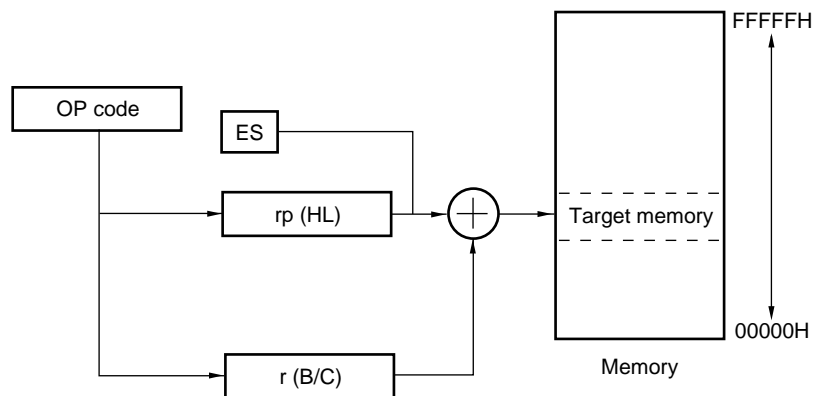 FFFFFH
OP code
ES
rp (HL)
Target memory
00000H
r (B/C)
Memory